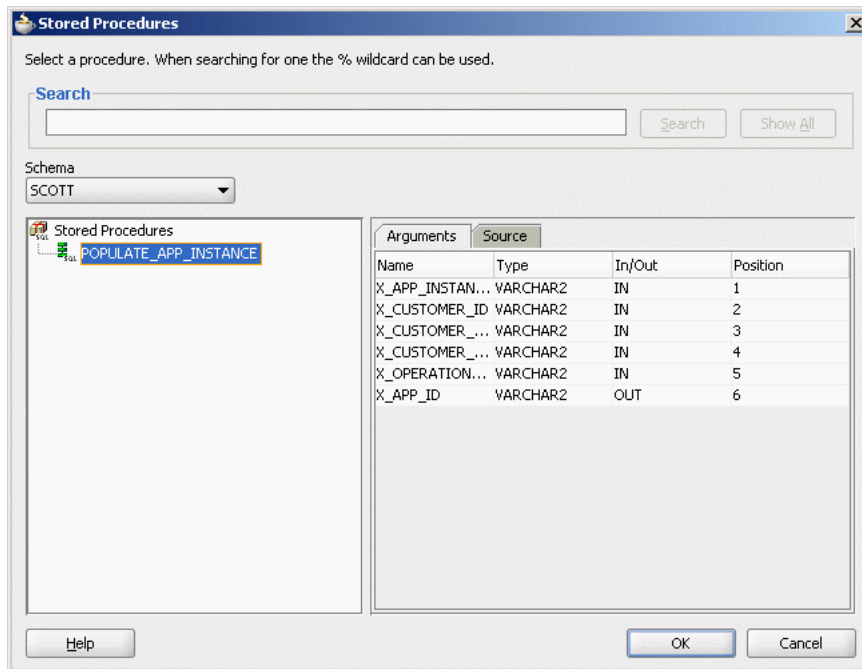 Stored Procedures
Select a procedure. When searching for one the % wildcard can be used.
Search
Search Show All
Schema
SCOTT
Stored Procedures
POPULATE_APP_INSTANCE
Arguments Source
Name Type In/Out Position
X_APP_INSTAN... VARCHAR2 IN 1
X_CUSTOMER_ID VARCHAR2 IN 2
X_CUSTOMER_... VARCHAR2 IN 3
X_CUSTOMER_... VARCHAR2 IN 4
X_OPERATION... VARCHAR2 IN 5
X_APP_ID VARCHAR2 OUT 6
Help OK Cancel